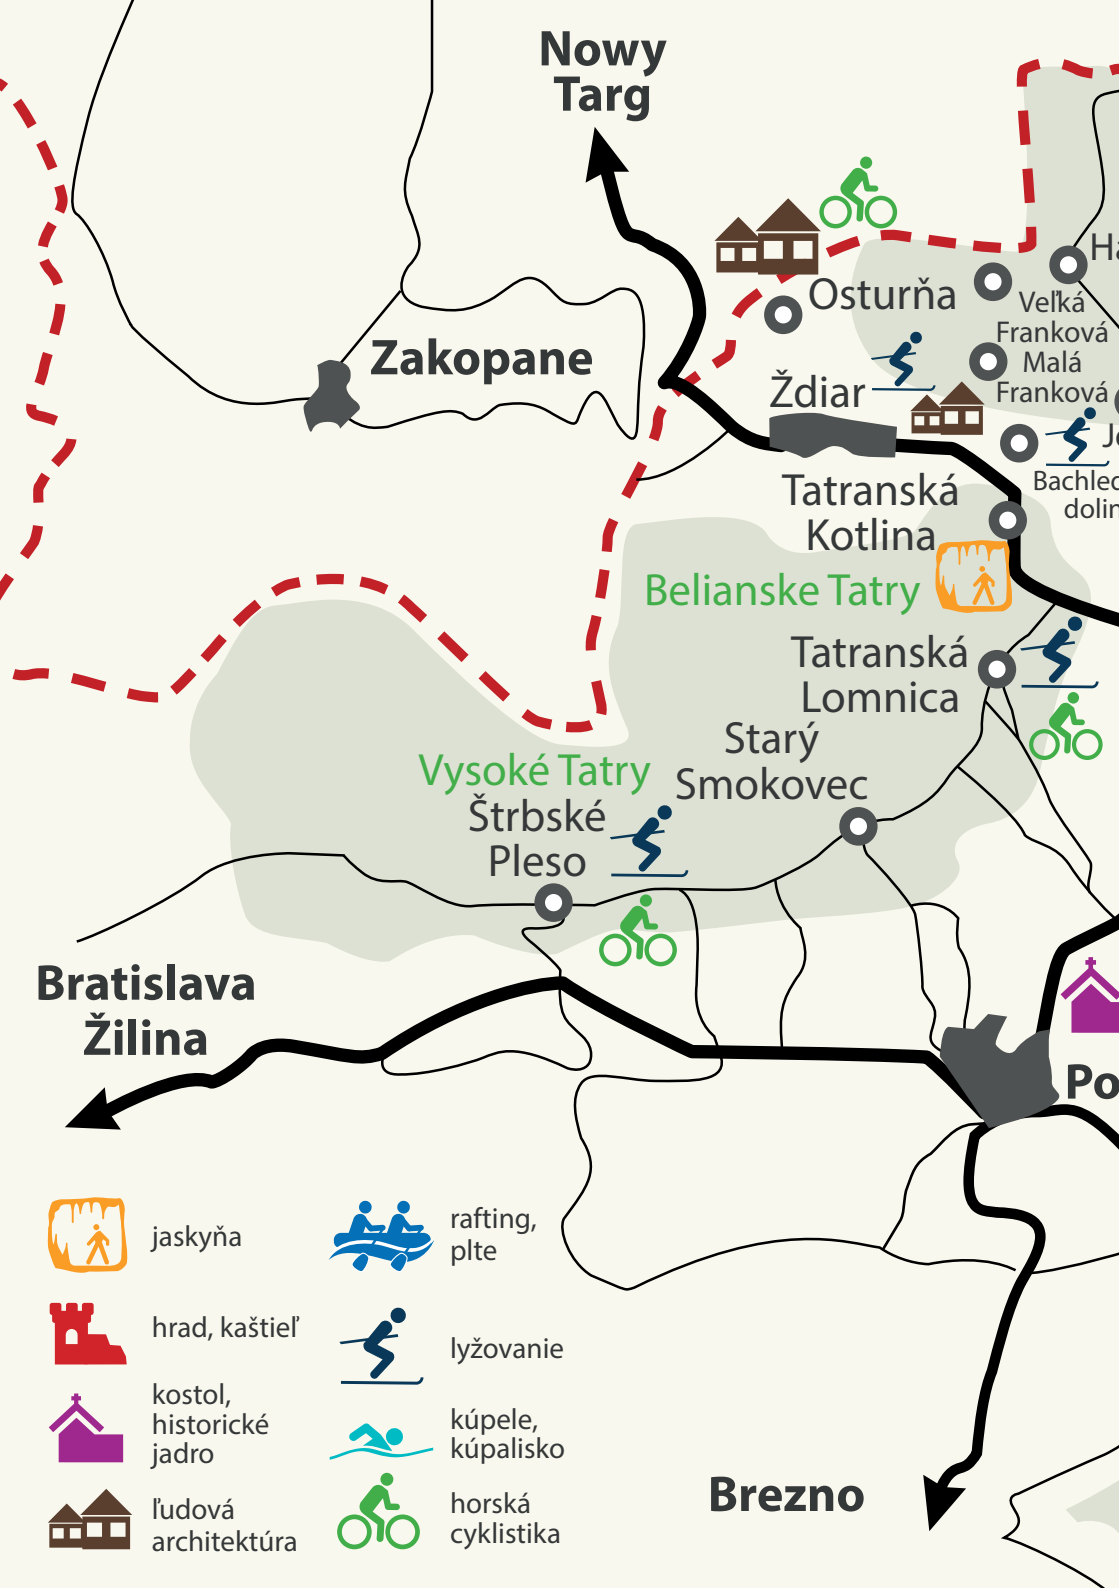 Nowy
Targ
Osturňa
Veľká
Franková
Malá
Franková
Zakopane
Ždiar
Tatranská
Kotlina
Belianske Tatry
Tatranská
Lomnica
Starý
Smokovec
Vysoké Tatry
Štrbské
Pleso
Bratislava
Žilina
jaskyňa
rafting,
plte
hrad, kaštieľ
lyžovanie
kostol,
historické
jadro
kúpele,
kúpalisko
ľudová
architektúra
horská
cyklistika
Brezno